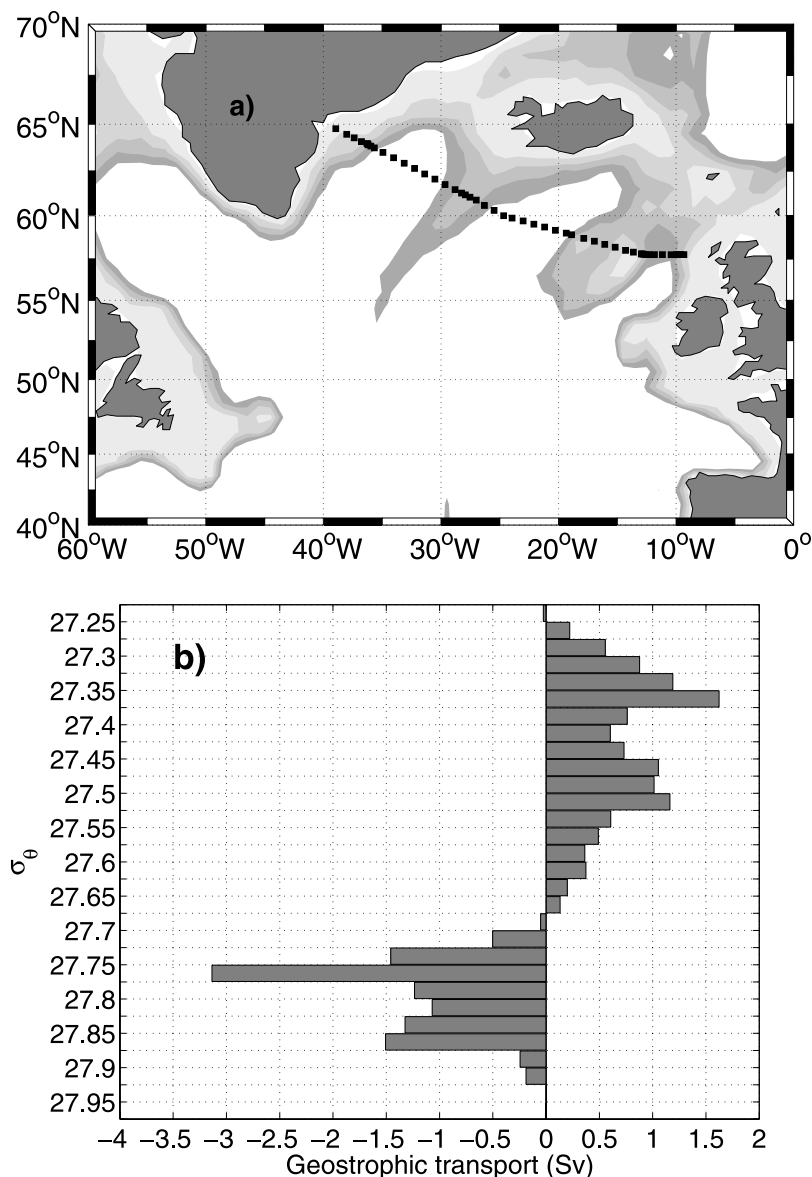 70°N
a)
65°N
60°N
55°N
50°N
45°N
40°N
60°W 50°W 40°W 30°W 20°W 10°W 0°
b)
27.25
27.3
27.35
27.4
27.45
27.5
27.55
27.6
27.65
27.7
27.75
27.8
27.85
27.9
27.95
σθ
−4 −3.5 −3 −2.5 −2 −1.5 −1 −0.5 0 0.5 1 1.5 2
Geostrophic transport (Sv)